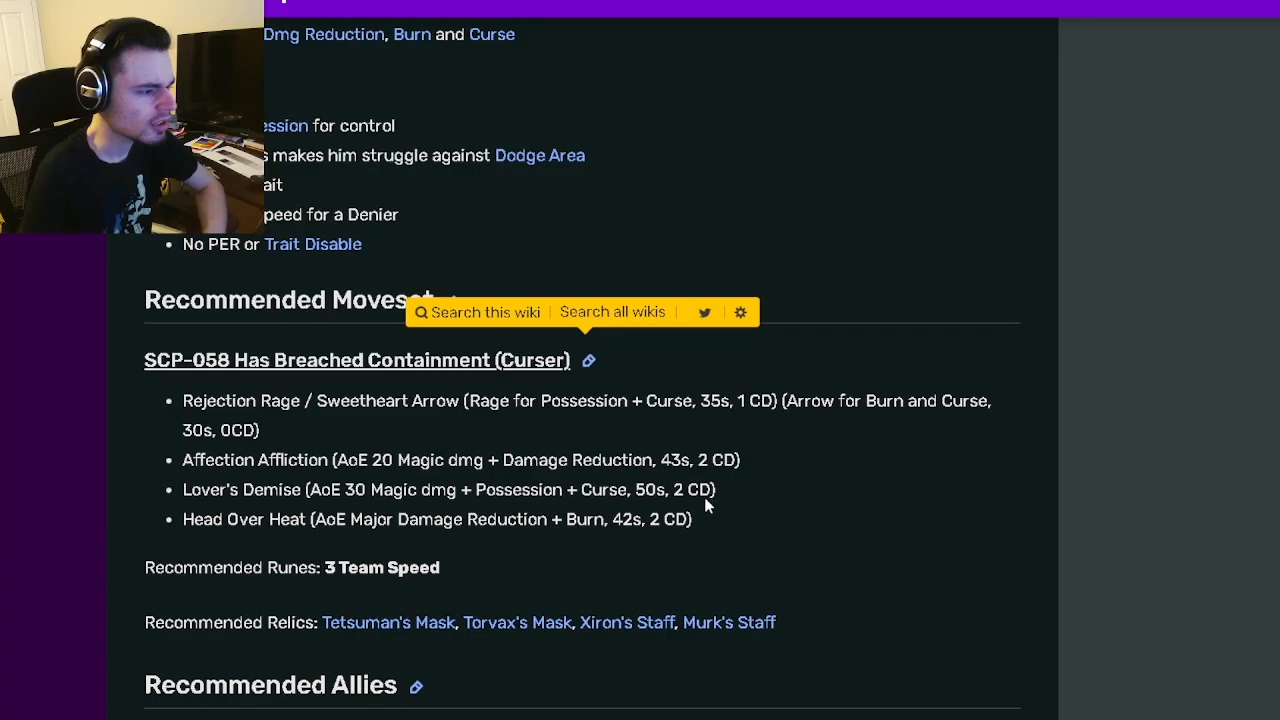 Dmg Reduction, Burn and Curse
ession for control
s makes him struggle against Dodge Area
ait
peed for a Denier
• No PER or Trait Disable
Recommended Moveset
Search this wiki | Search all wikis
SCP-058 Has Breached Containment (Curser)
• Rejection Rage / Sweetheart Arrow (Rage for Possession + Curse, 35s, 1 CD) (Arrow for Burn and Curse,
30s, 0CD)
• Affection Affliction (AoE 20 Magic dmg + Damage Reduction, 43s, 2 CD)
• Lover's Demise (AoE 30 Magic dmg + Possession + Curse, 50s, 2 CD)
• Head Over Heat (AoE Major Damage Reduction + Burn, 42s, 2 CD)
Recommended Runes: 3 Team Speed
Recommended Relics: Tetsuman's Mask, Torvax's Mask, Xiron's Staff, Murk's Staff
Recommended Allies